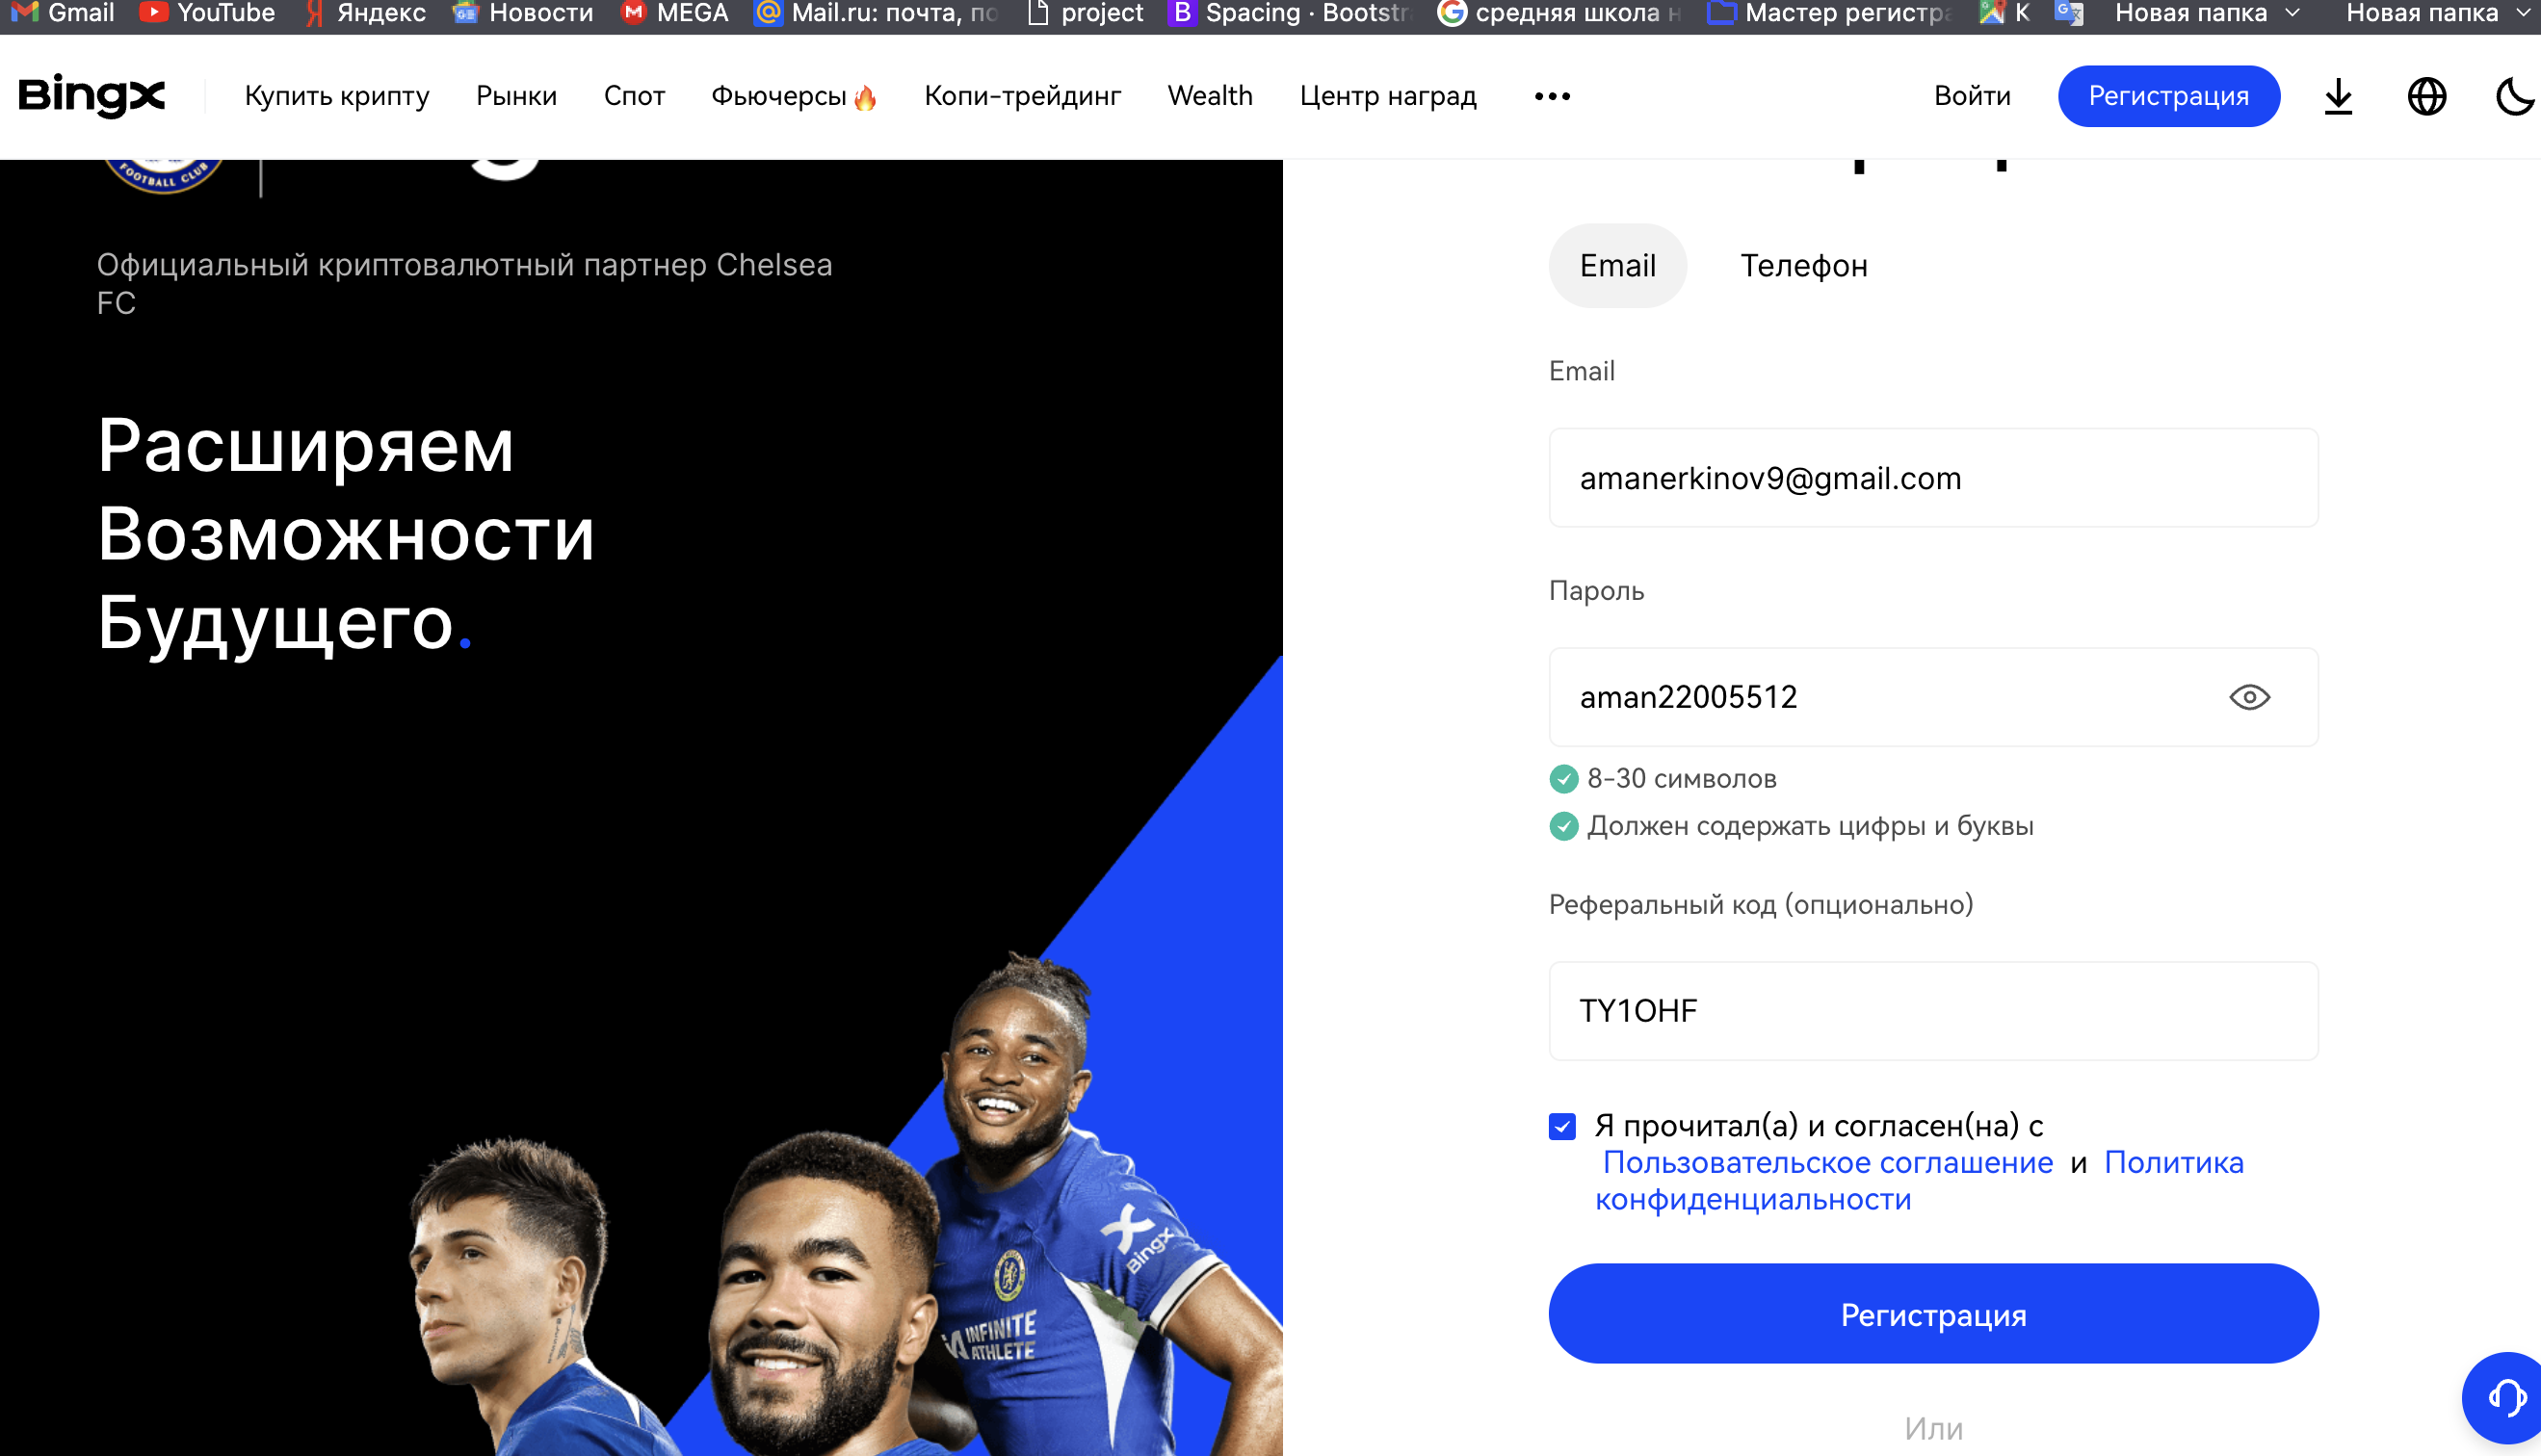 Gmail YouTube Яндекс Новости MEGA Mail.ru: почта, по project Spacing · Bootstr средняя школа н Мастер регистра К Новая папка Новая папка
BingX Купить крипту Рынки Спот Фьючерсы Копи-трейдинг Wealth Центр наград ••• Войти Регистрация
FOOTBALL CLUB
Официальный криптовалютный партнер Chelsea
FC
Расширяем
Возможности
Будущего.
BingX
INFINITE
ATHLETE
Email Телефон
Email
amanerkinov9@gmail.com
Пароль
aman22005512
8-30 символов
Должен содержать цифры и буквы
Реферальный код (опционально)
TY1OHF
Я прочитал(а) и согласен(на) с
Пользовательское соглашение и Политика
конфиденциальности
Регистрация
Или